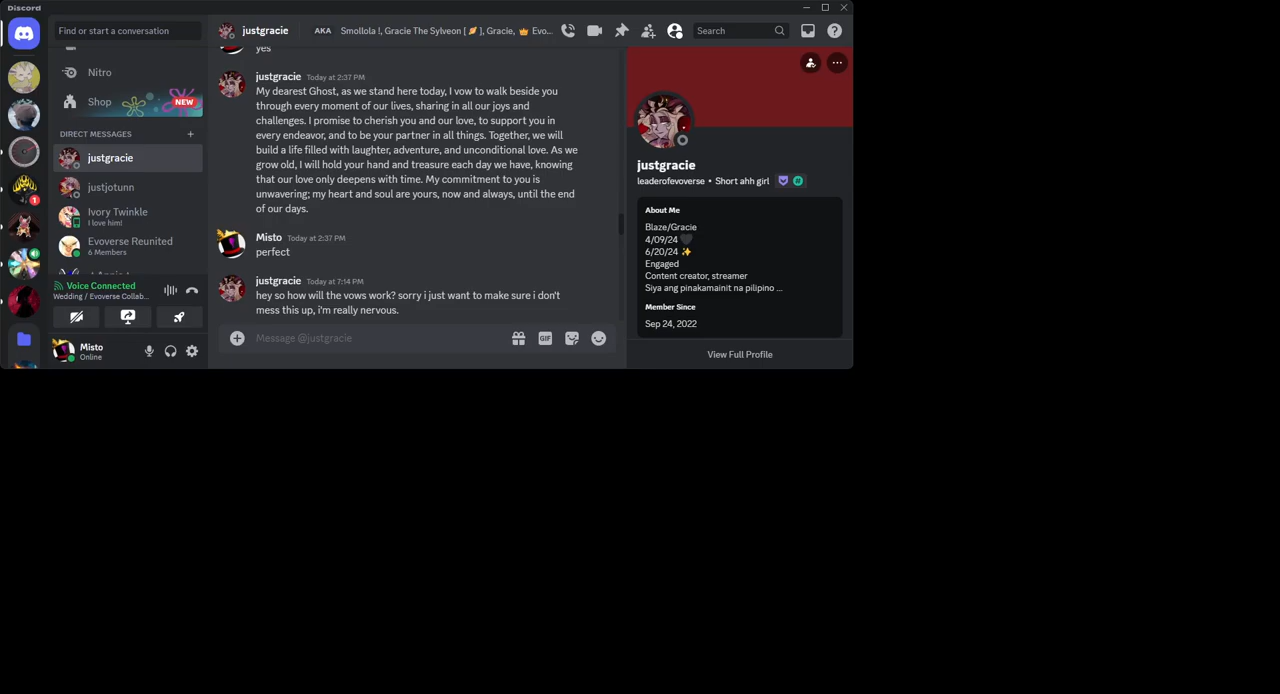 Discord
Find or start a conversation
justgracie
AKA Smollola !, Gracie The Sylveon [ 🪐 ], Gracie, 👑 Evo...
Search
Nitro
Shop
NEW
DIRECT MESSAGES
justgracie
justjotunn
Ivory Twinkle
I love him!
Evoverse Reunited
6 Members
1
Voice Connected
Wedding / Evoverse Collab...
Misto
Online
yes
justgracie Today at 2:37 PM
My dearest Ghost, as we stand here today, I vow to walk beside you
through every moment of our lives, sharing in all our joys and
challenges. I promise to cherish you and our love, to support you in
every endeavor, and to be your partner in all things. Together, we will
build a life filled with laughter, adventure, and unconditional love. As we
grow old, I will hold your hand and treasure each day we have, knowing
that our love only deepens with time. My commitment to you is
unwavering; my heart and soul are yours, now and always, until the end
of our days.
Misto Today at 2:37 PM
perfect
justgracie Today at 7:14 PM
hey so how will the vows work? sorry i just want to make sure i don't
mess this up, i'm really nervous.
Message @justgracie
GIF
justgracie
leaderofevoverse • Short ahh girl
About Me
Blaze/Gracie
4/09/24 🖤
6/20/24 ✨
Engaged
Content creator, streamer
Siya ang pinakamainit na pilipino ...
Member Since
Sep 24, 2022
View Full Profile